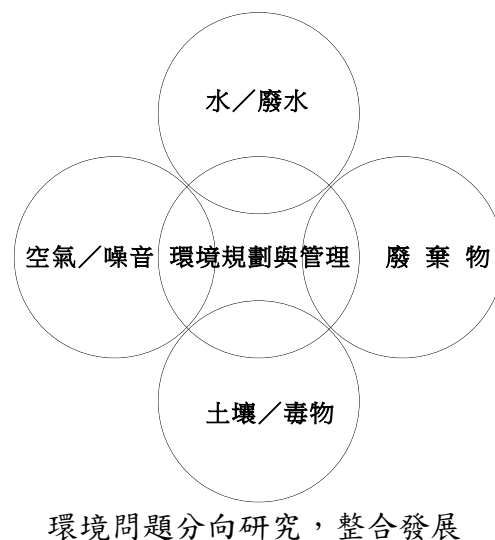 水／廢水
空氣／噪音 環境規劃與管理 廢 棄 物
土壤／毒物
環境問題分向研究，整合發展